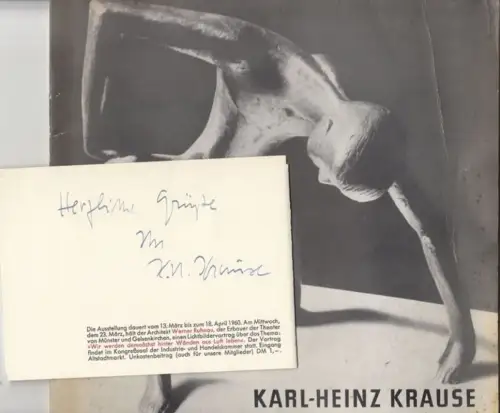 Herzliche Grüße
Ihr
K.H. Krause
Die Ausstellung dauert vom 13. März bis zum 18. April 1960. Am Mittwoch,
dem 23. März, hält der Architekt Werner Ruhnau, der Erbauer der Theater
von Münster und Gelsenkirchen, einen Lichtbildervortrag über das Thema:
»Wir werden demnächst hinter Wänden aus Luft leben«. Der Vortrag
findet im Kongreßsaal der Industrie- und Handelskammer statt. Eingang
Altstadtmarkt. Unkostenbeitrag (auch für unsere Mitglieder) DM 1,–.
KARL-HEINZ KRAUSE